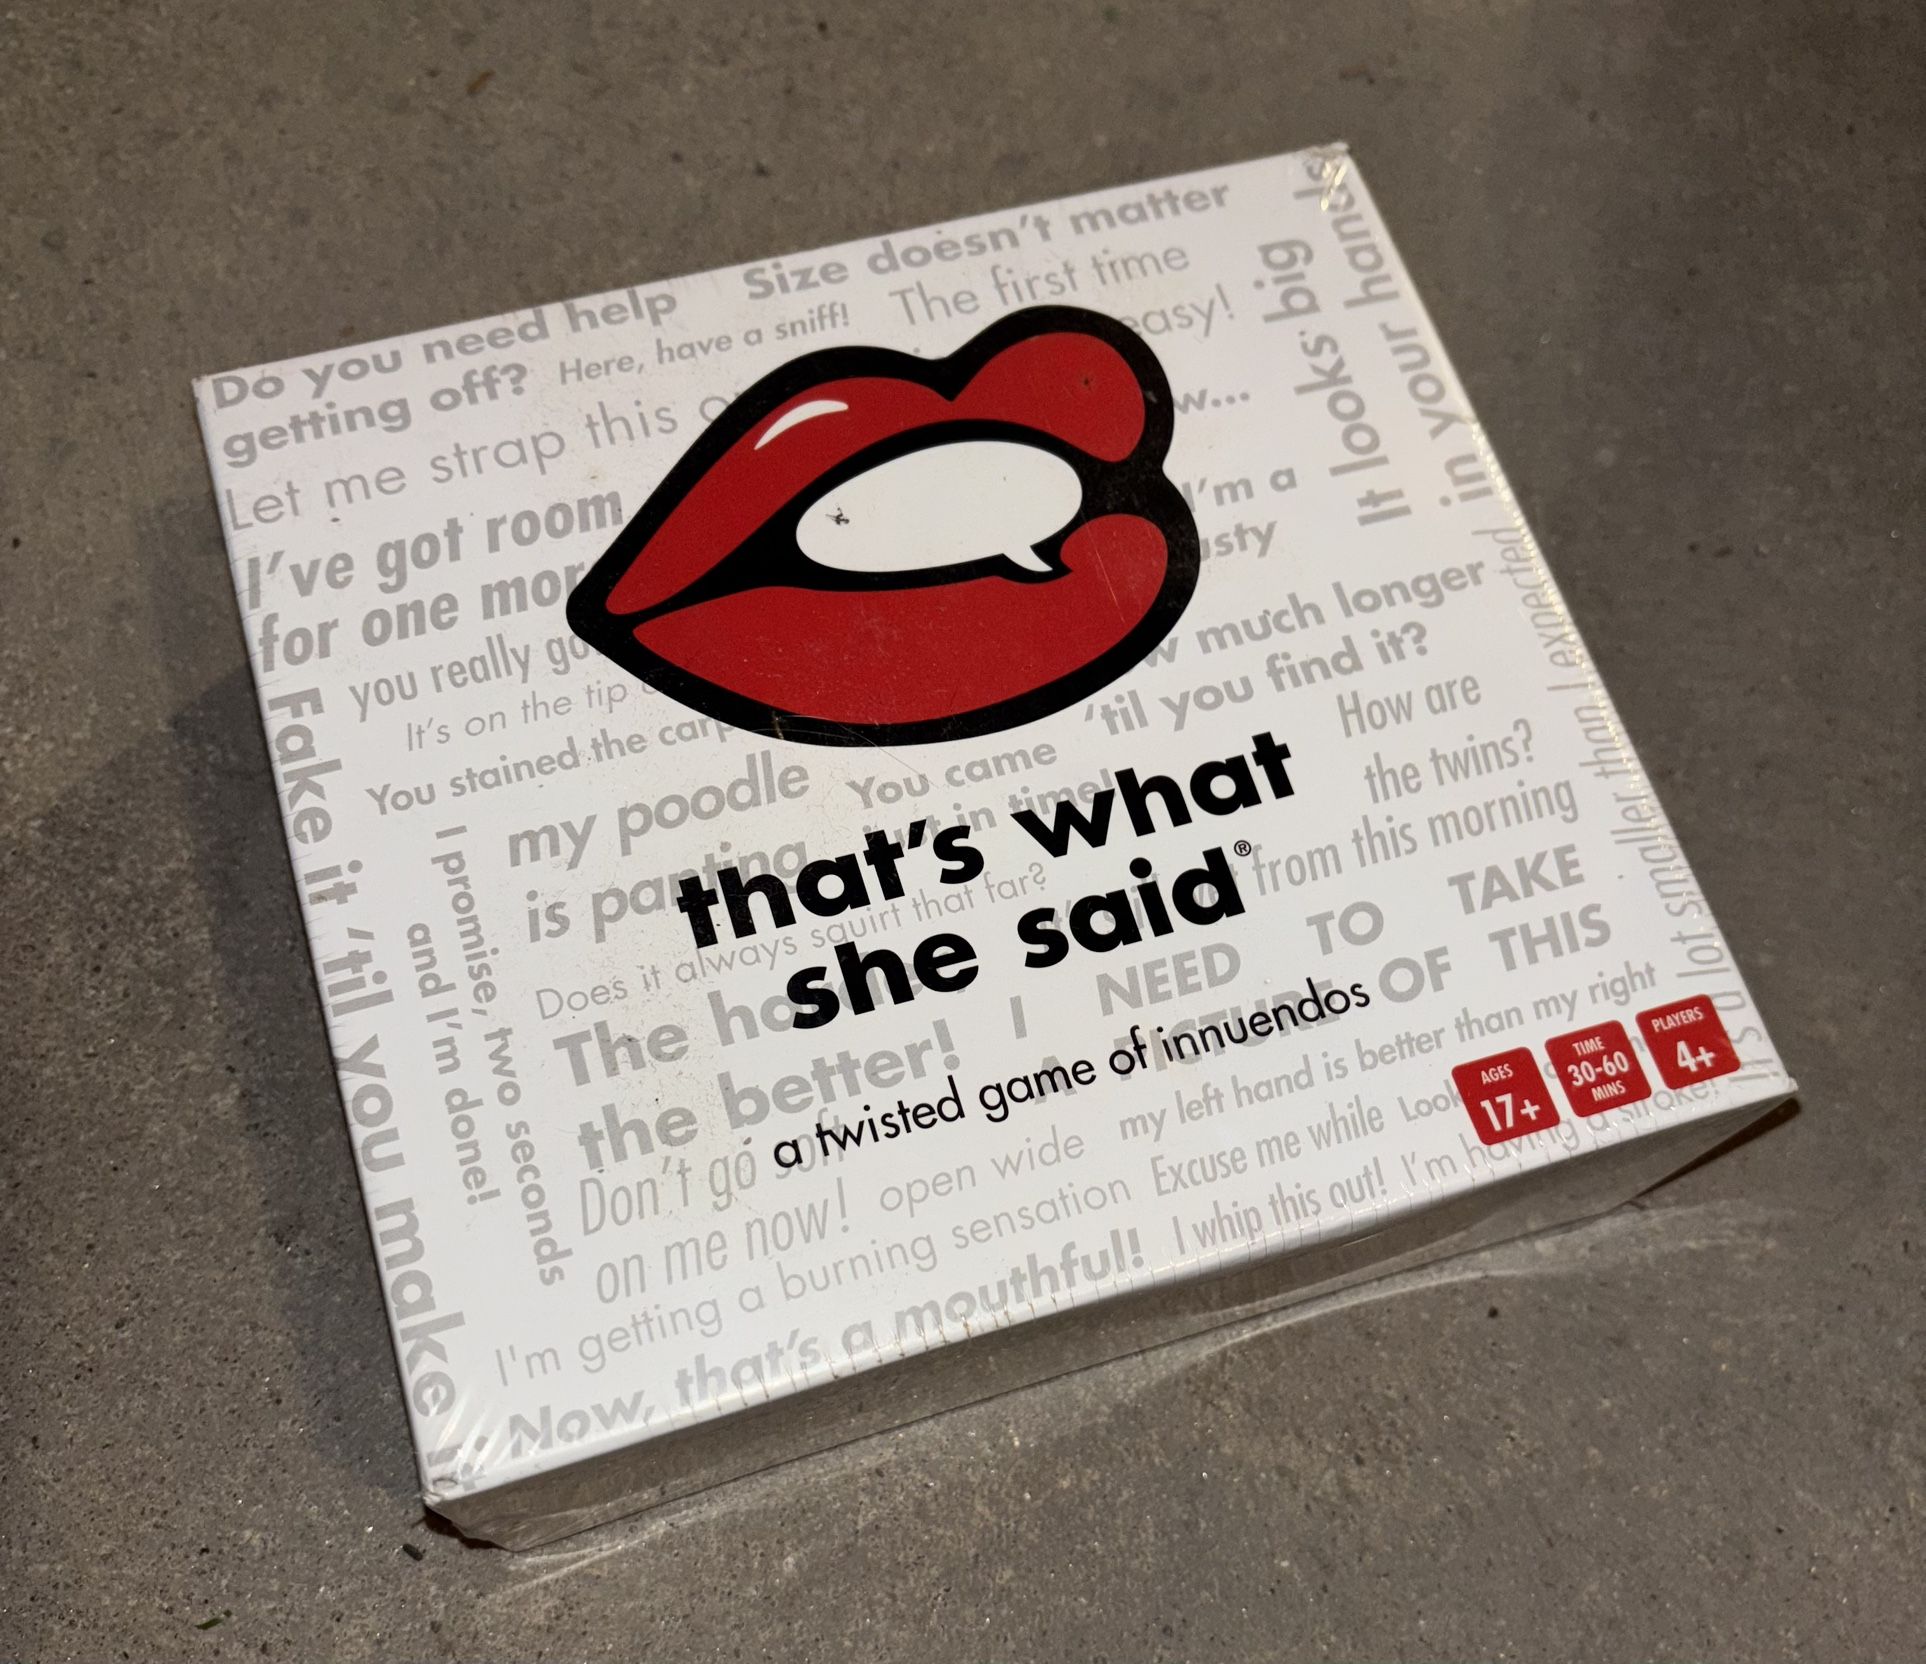 Do you need help
getting off?
Here, have a sniff!
Size doesn't matter
The first time
easy!
Let me strap this
I've got room
for one
you really
It's on the tip
You stained the
my poodle
is panting
You came
just in time!
I'm a
much longer
'til you find it?
How are
the twins?
from this morning
It looks big
in your hands
It's a lot smaller than I expected
Fake it 'til you make it
I promise, two seconds
and I'm done!
that's what
she said®
a twisted game of innuendos
Does it always squirt that far?
The
the better!
I NEED TO TAKE
A PICTURE OF THIS
Don't go soft
on me now!
open wide
my left hand is better than my right
I'm getting a burning sensation
Excuse me while
I whip this out!
Look
I'm having a stroke!
Now, that's a mouthful!
AGES
17+
TIME
30-60
MINS
PLAYERS
4+